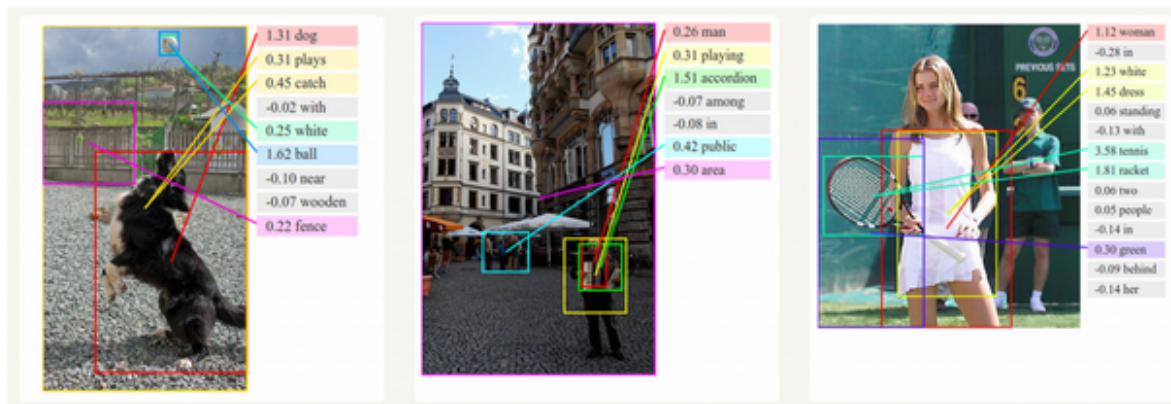 1.31 dog
0.31 plays
0.45 catch
-0.02 with
0.25 white
1.62 ball
-0.10 near
-0.07 wooden
0.22 fence
0.26 man
0.31 playing
1.51 accordion
-0.07 among
-0.08 in
0.42 public
0.30 area
PREVIOUS SETS
6
1.12 woman
-0.28 in
1.23 white
1.45 dress
0.06 standing
-0.13 with
3.58 tennis
1.81 racket
0.06 two
0.05 people
-0.14 in
0.30 green
-0.09 behind
-0.14 her